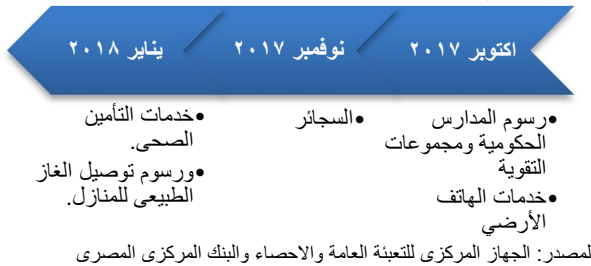 اكتوبر ٢٠١٧
نوفمبر ٢٠١٧
يناير ٢٠١٨
•رسوم المدارس
الحكومية ومجموعات
التقوية
•خدمات الهاتف
الأرضي
•السجائر
•خدمات التأمين
الصحى.
•ورسوم توصيل الغاز
الطبيعى للمنازل.
لمصدر: الجهاز المركزى للتعبئة العامة والاحصاء والبنك المركزى المصرى